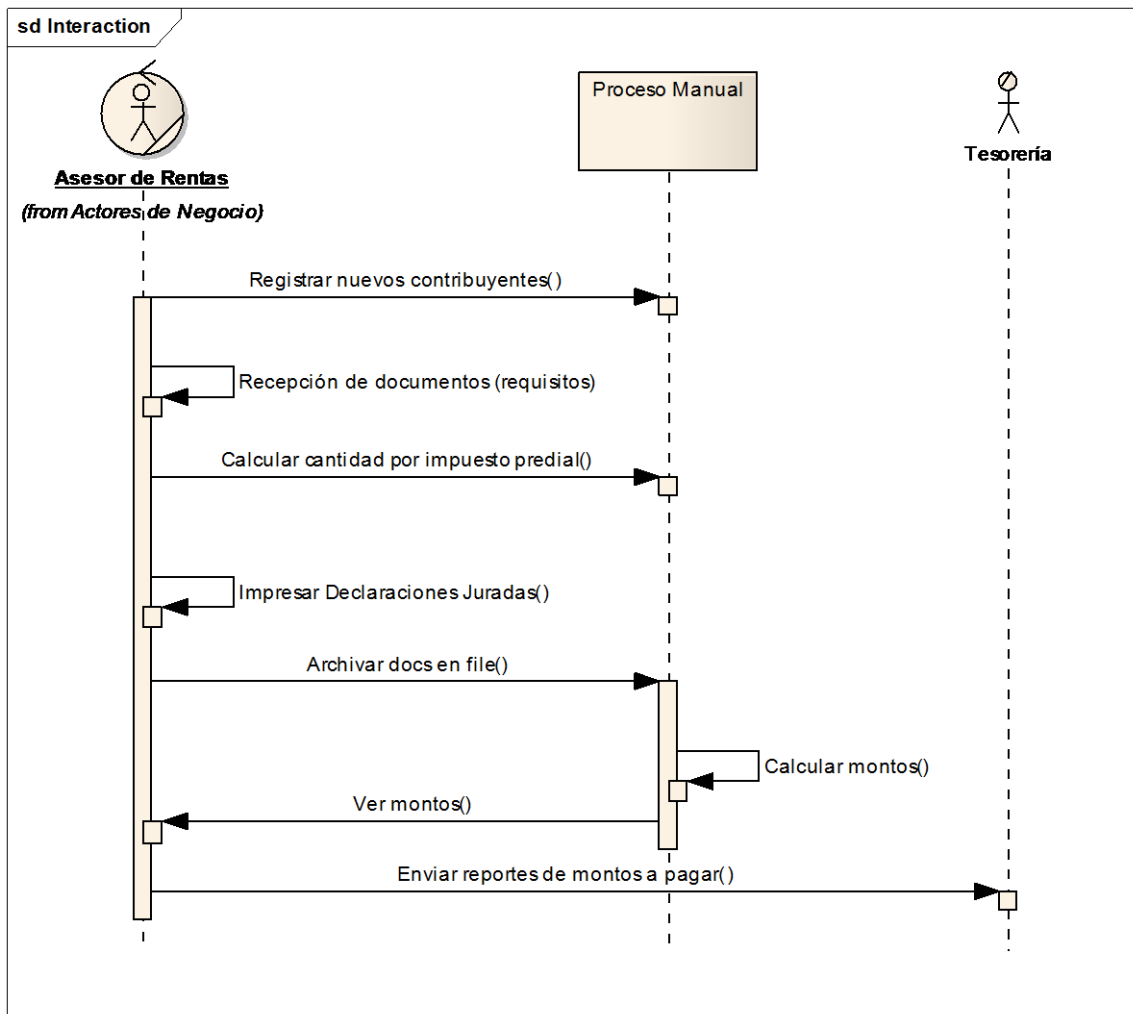 sd Interaction
Proceso Manual
Tesorería
Asesor de Rentas
(from Actores de Negocio)
Registrar nuevos contribuyentes()
Recepción de documentos (requisitos)
Calcular cantidad por impuesto predial()
Impresar Declaraciones Juradas()
Archivar docs en file()
Calcular montos()
Ver montos()
Enviar reportes de montos a pagar()